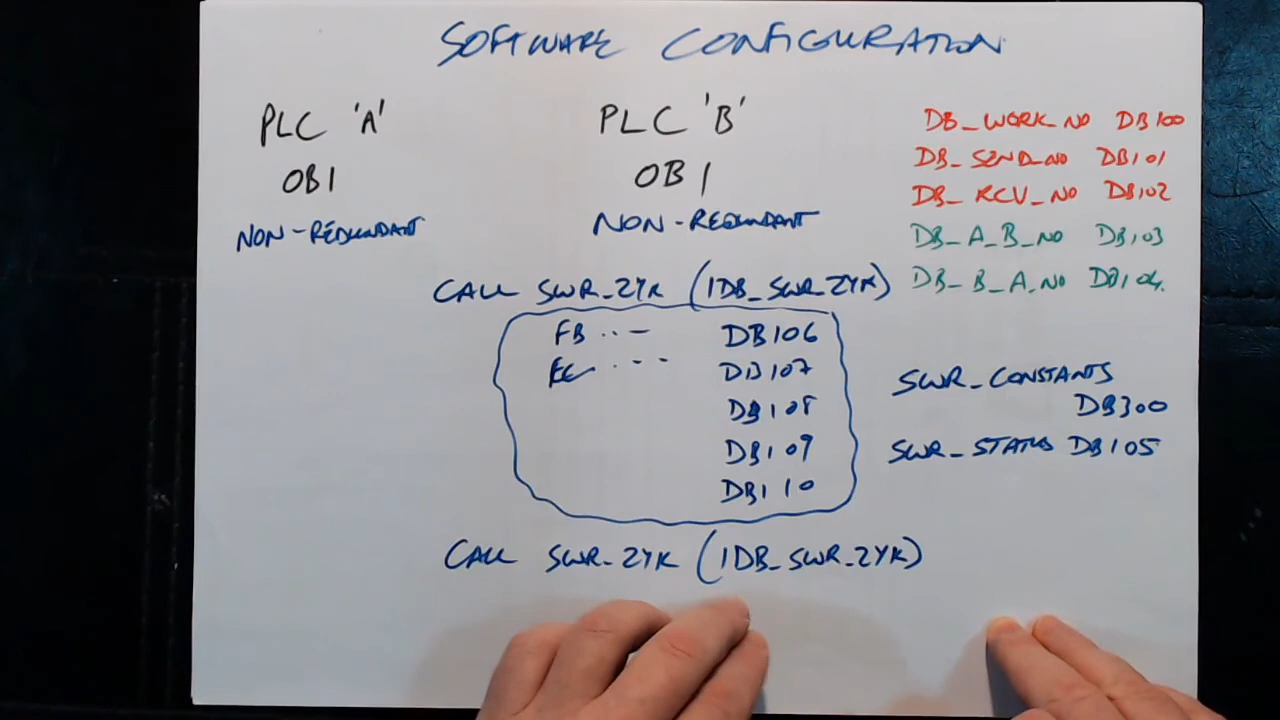 SOFTWARE CONFIGURATION
PLC 'A'
OB1
NON-REDUNDANT
PLC 'B'
OB1
NON-REDUNDANT
DB_WORK_NO DB100
DB_SEND_NO DB101
DB_RCV_NO DB102
DB_A_B_NO DB103
DB_B_A_NO DB104.
CALL SWR_ZYK (IDB_SWR_ZYK)
FB ..- DB106
DB107
DB108
DB109
DB110
SWR_CONSTANTS
DB300
SWR_STATUS DB105
CALL SWR_ZYK (IDB_SWR_ZYK)